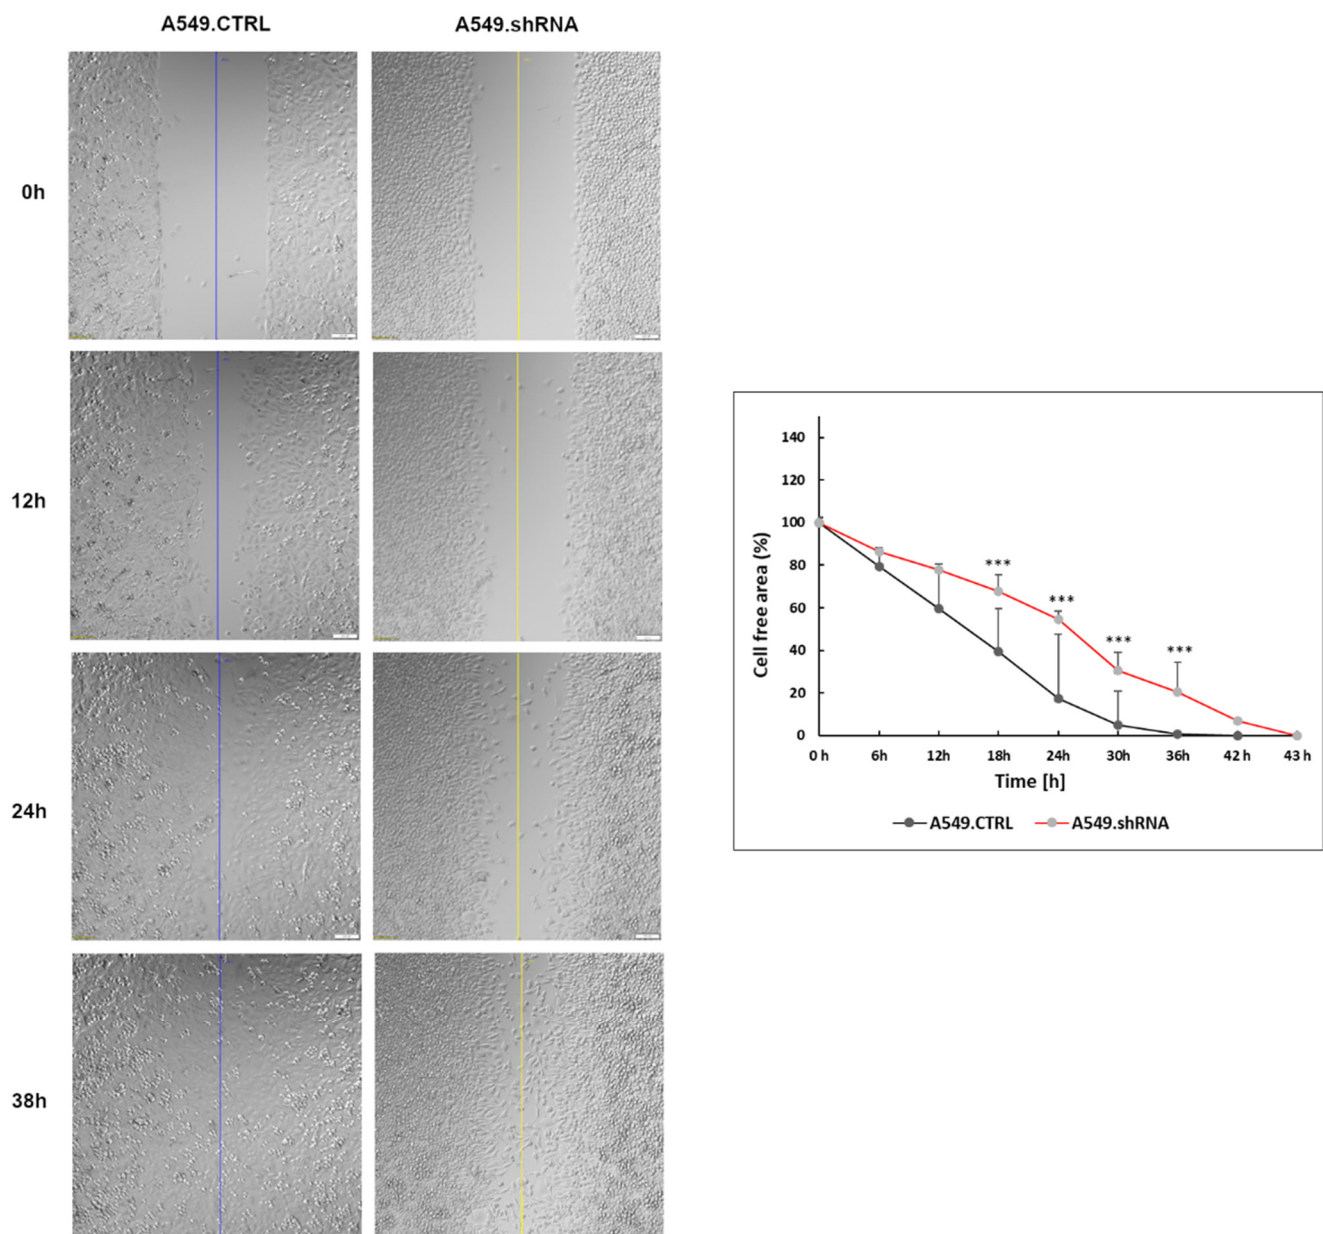 A549.CTRL
A549.shRNA
0h
12h
24h
38h
140
120
100
80
60
40
20
0
Cell free area (%)
***
***
***
***
0 h
6h
12h
18h
24h
30h
36h
42 h
43 h
Time [h]
A549.CTRL
A549.shRNA